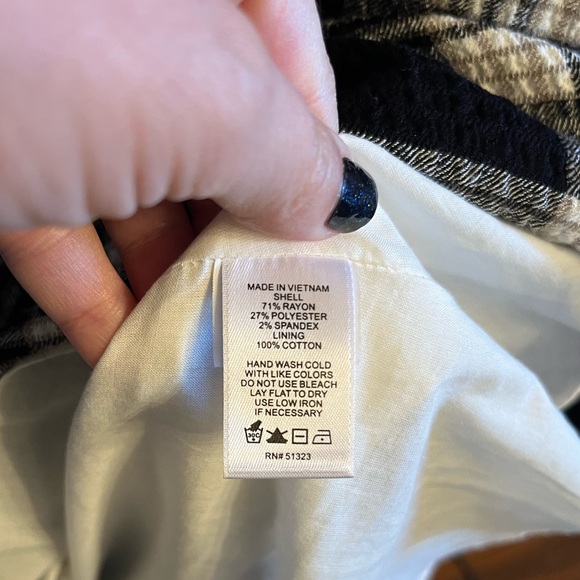 MADE IN VIETNAM
SHELL
71% RAYON
27% POLYESTER
2% SPANDEX
LINING
100% COTTON
HAND WASH COLD
WITH LIKE COLORS
DO NOT USE BLEACH
LAY FLAT TO DRY
USE LOW IRON
IF NECESSARY
30C
RN# 51323